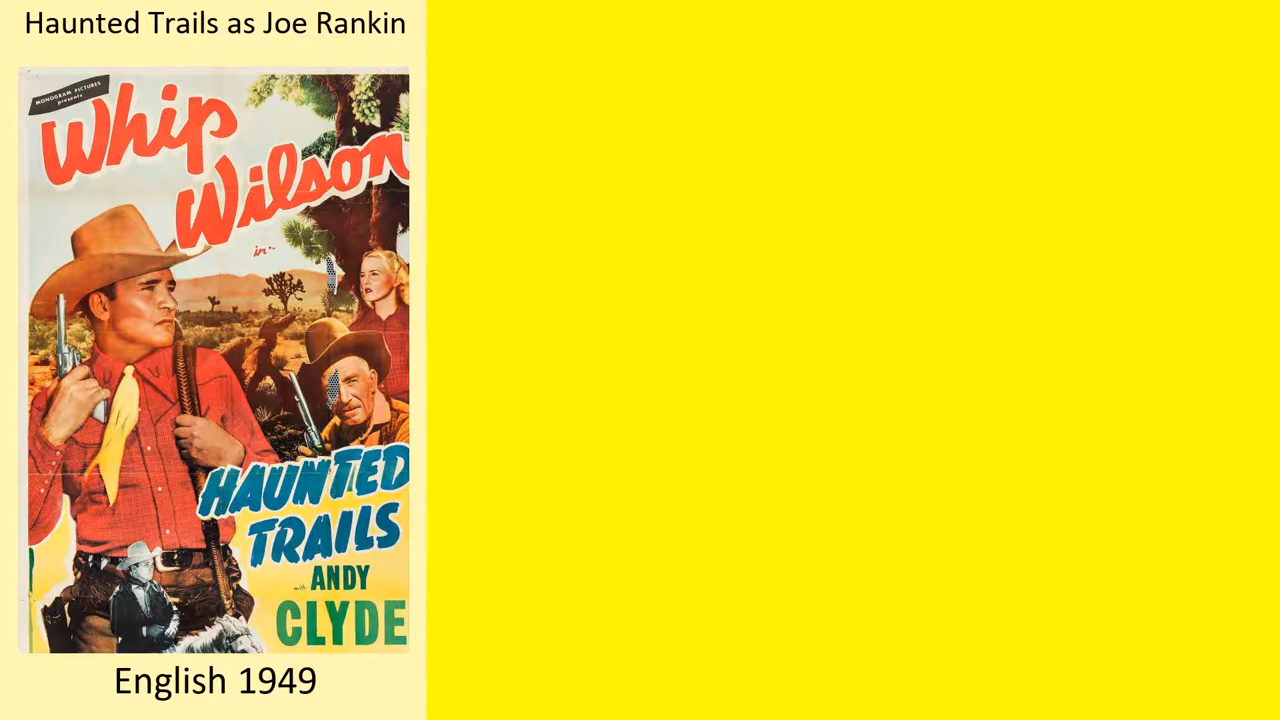 Haunted Trails as Joe Rankin
MONOGRAM PICTURES
presents
Whip
Wilson
in
HAUNTED
TRAILS
with ANDY
CLYDE
English 1949